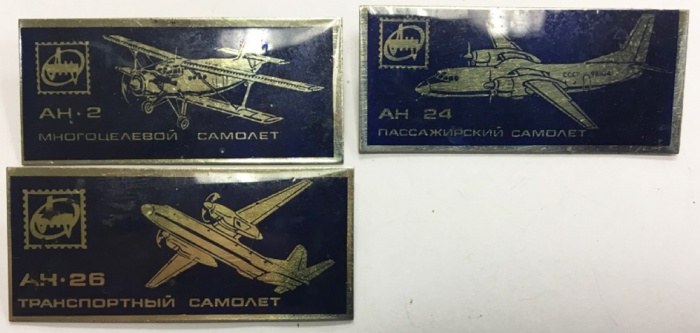 АН·2
МНОГОЦЕЛЕВОЙ САМОЛЕТ
АН 24
ПАССАЖИРСКИЙ САМОЛЕТ
АН·26
ТРАНСПОРТНЫЙ САМОЛЕТ